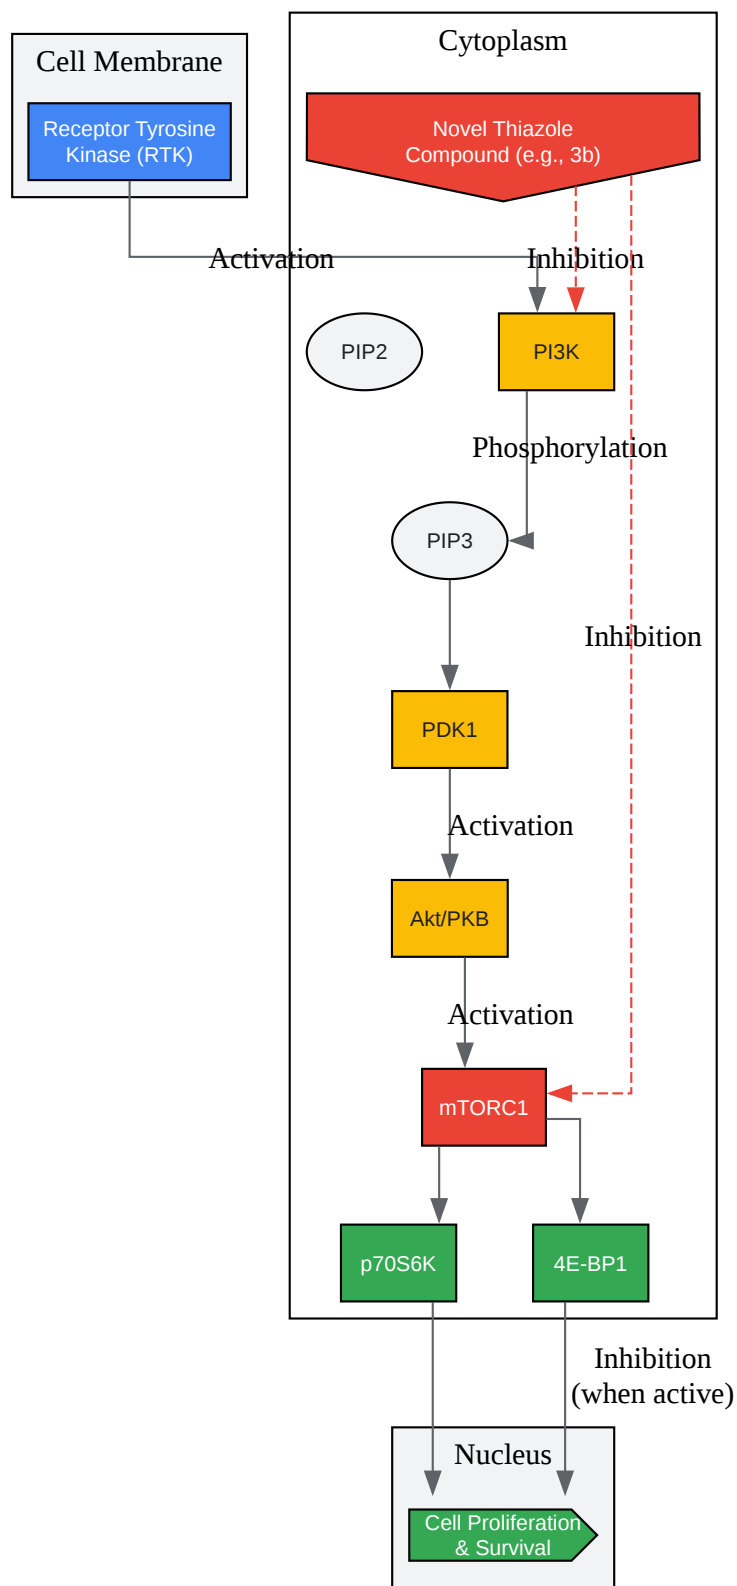 Cell Membrane
Receptor Tyrosine
Kinase (RTK)
Cytoplasm
Novel Thiazole
Compound (e.g., 3b)
Activation
Inhibition
PIP2
PI3K
Phosphorylation
PIP3
Inhibition
PDK1
Activation
Akt/PKB
Activation
mTORC1
p70S6K
4E-BP1
Inhibition
(when active)
Nucleus
Cell Proliferation
& Survival